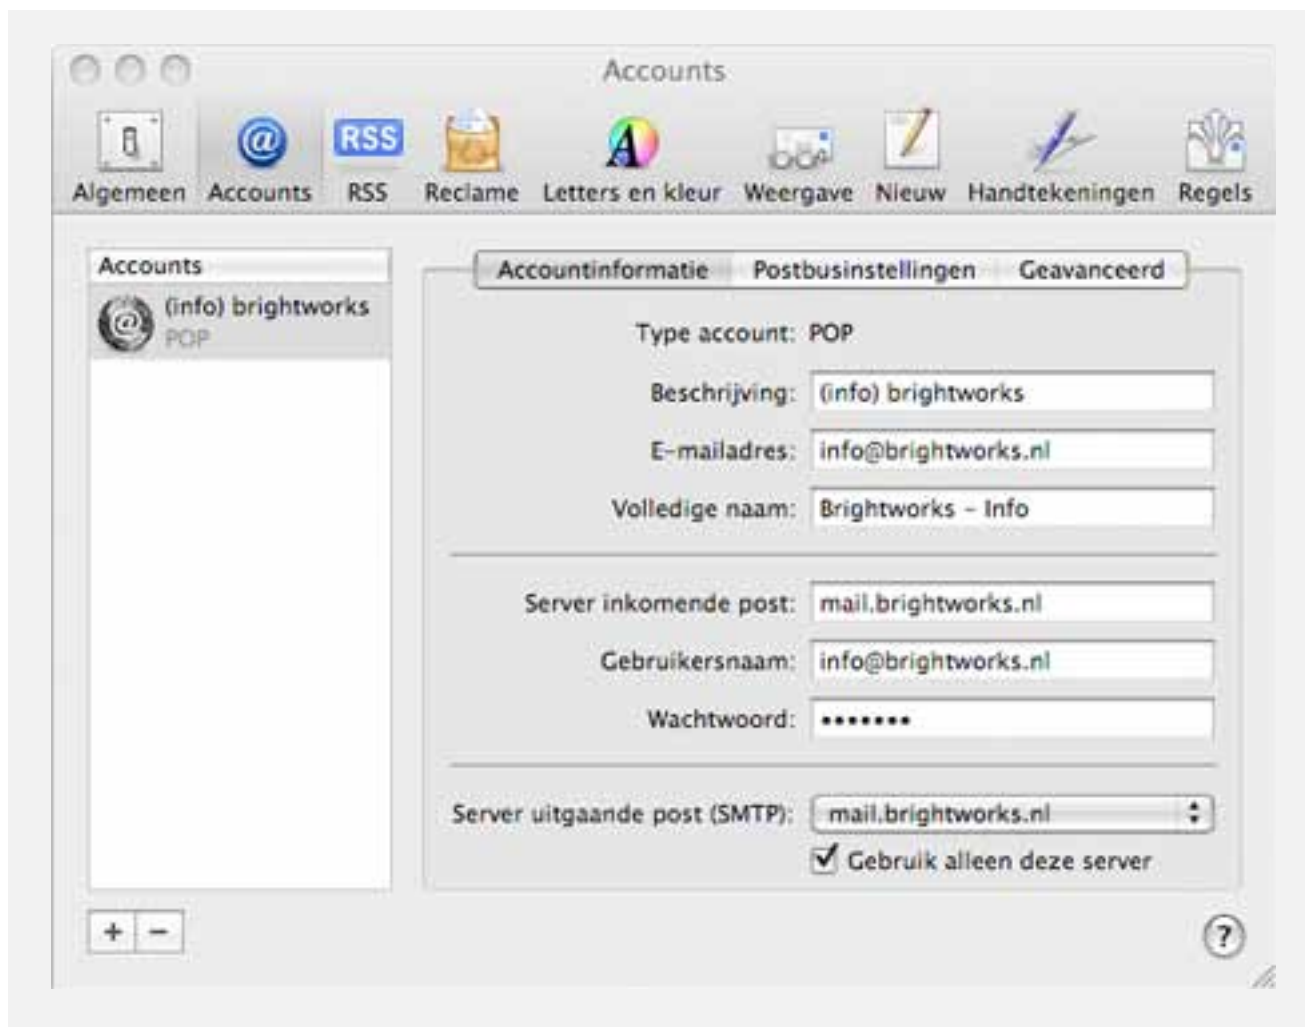 Accounts
RSS
Algemeen Accounts RSS Reclame Letters en kleur Weergave Nieuw Handtekeningen Regels
Accounts
(info) brightworks
POP
Accountinformatie Postbusinstellingen Geavanceerd
Type account: POP
Beschrijving: (info) brightworks
E-mailadres: info@brightworks.nl
Volledige naam: Brightworks - Info
Server inkomende post: mail.brightworks.nl
Gebruikersnaam: info@brightworks.nl
Wachtwoord: •••••••
Server uitgaande post (SMTP): mail.brightworks.nl
Gebruik alleen deze server
+ −
?